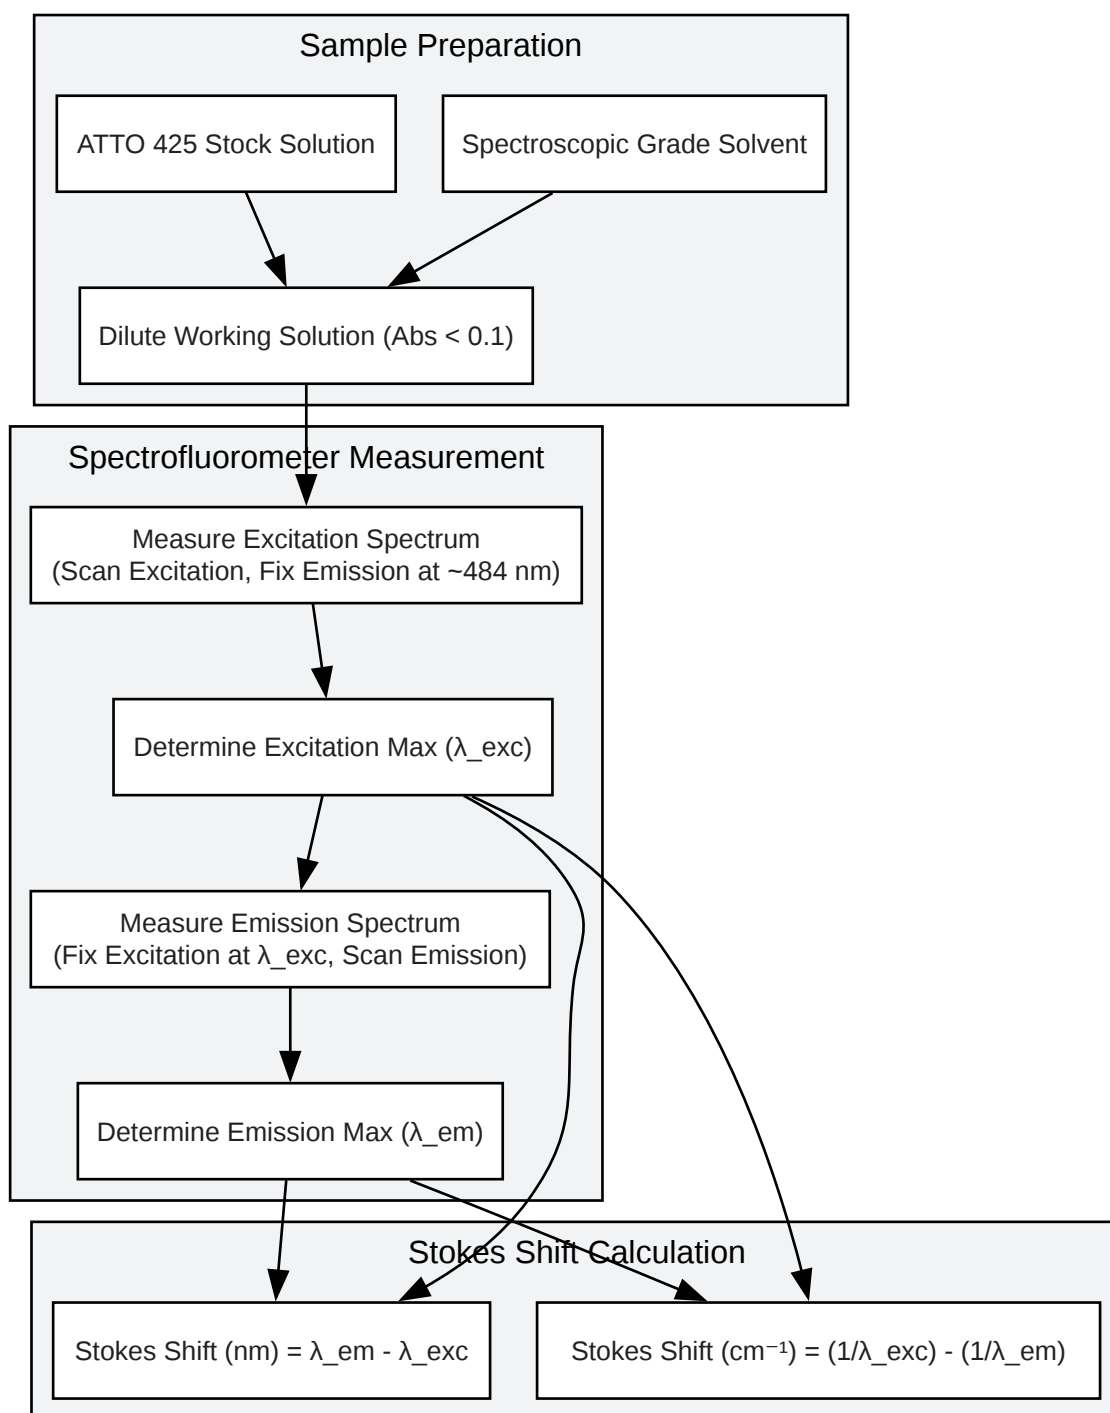 Sample Preparation
ATTO 425 Stock Solution
Spectroscopic Grade Solvent
Dilute Working Solution (Abs < 0.1)
Spectrofluorometer Measurement
Measure Excitation Spectrum
(Scan Excitation, Fix Emission at ~484 nm)
Determine Excitation Max (λ_exc)
Measure Emission Spectrum
(Fix Excitation at λ_exc, Scan Emission)
Determine Emission Max (λ_em)
Stokes Shift Calculation
Stokes Shift (nm) = λ_em - λ_exc
Stokes Shift (cm⁻¹) = (1/λ_exc) - (1/λ_em)